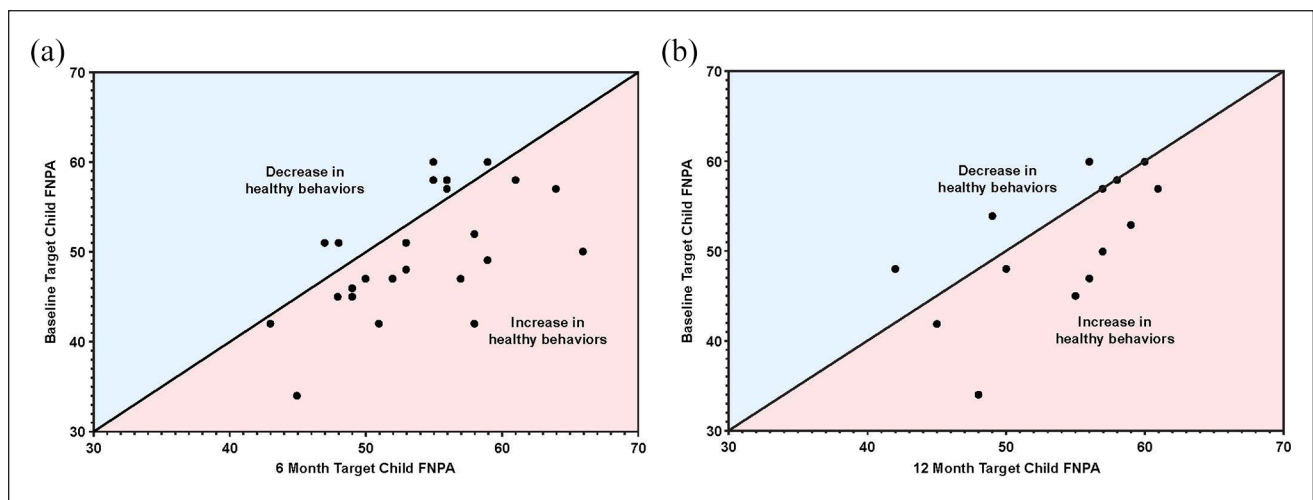 (a)
70
60
50
40
30
Baseline Target Child FNPA
Decrease in
healthy behaviors
Increase in
healthy behaviors
30 40 50 60 70
6 Month Target Child FNPA
(b)
70
60
50
40
30
Baseline Target Child FNPA
Decrease in
healthy behaviors
Increase in
healthy behaviors
30 40 50 60 70
12 Month Target Child FNPA